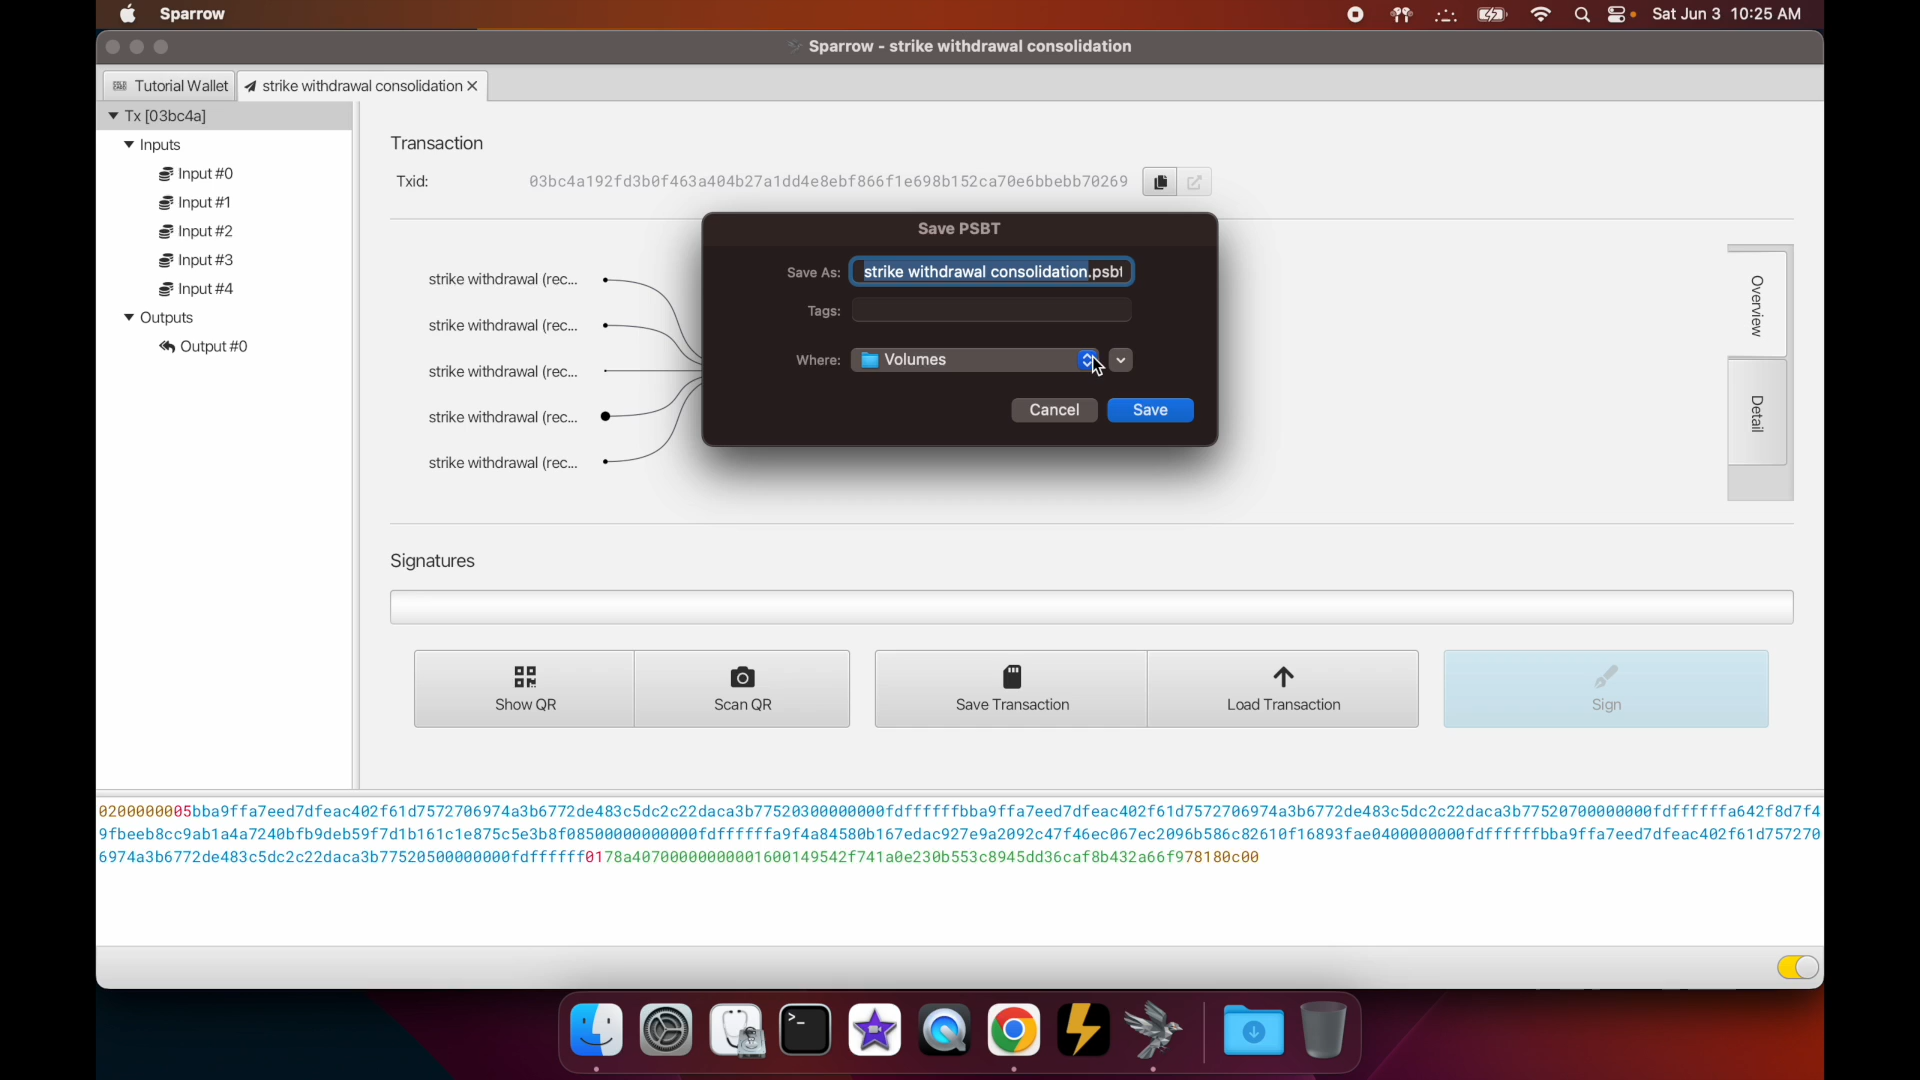 Sparrow
Sat Jun 3 10:25 AM
Sparrow - strike withdrawal consolidation
Tutorial Wallet
strike withdrawal consolidation
Tx [03bc4a]
Inputs
Input #0
Input #1
Input #2
Input #3
Input #4
Outputs
Output #0
Transaction
Txid:
03bc4a192fd3b0f463a404b27a1dd4e8ebf866f1e698b152ca70e6bbebb70269
strike withdrawal (rec...
strike withdrawal (rec...
strike withdrawal (rec...
strike withdrawal (rec...
strike withdrawal (rec...
Save PSBT
Save As:
strike withdrawal consolidation.psbt
Tags:
Where:
Volumes
Cancel
Save
Overview
Detail
Signatures
Show QR
Scan QR
Save Transaction
Load Transaction
Sign
0200000005bba9ffa7eed7dfeac402f61d7572706974a3b6772de483c5dc2c22daca3b77520300000000fdffffffbba9ffa7eed7dfeac402f61d7572706974a3b6772de483c5dc2c22daca3b77520700000000fdffffffa642f8d7f4
9fbeeb8cc9ab1a4a7240bfb9deb59f7d1b161c1e875c5e3b8f08500000000000fdffffffa9f4a84580b167edac927e9a2092c47f46ec067ec2096b586c82610f16893fae0400000000fdffffffbba9ffa7eed7dfeac402f61d757270
6974a3b6772de483c5dc2c22daca3b77520500000000fdffffff0178a40700000000001600149542f741a0e230b553c8945dd36caf8b432a66f978180c00